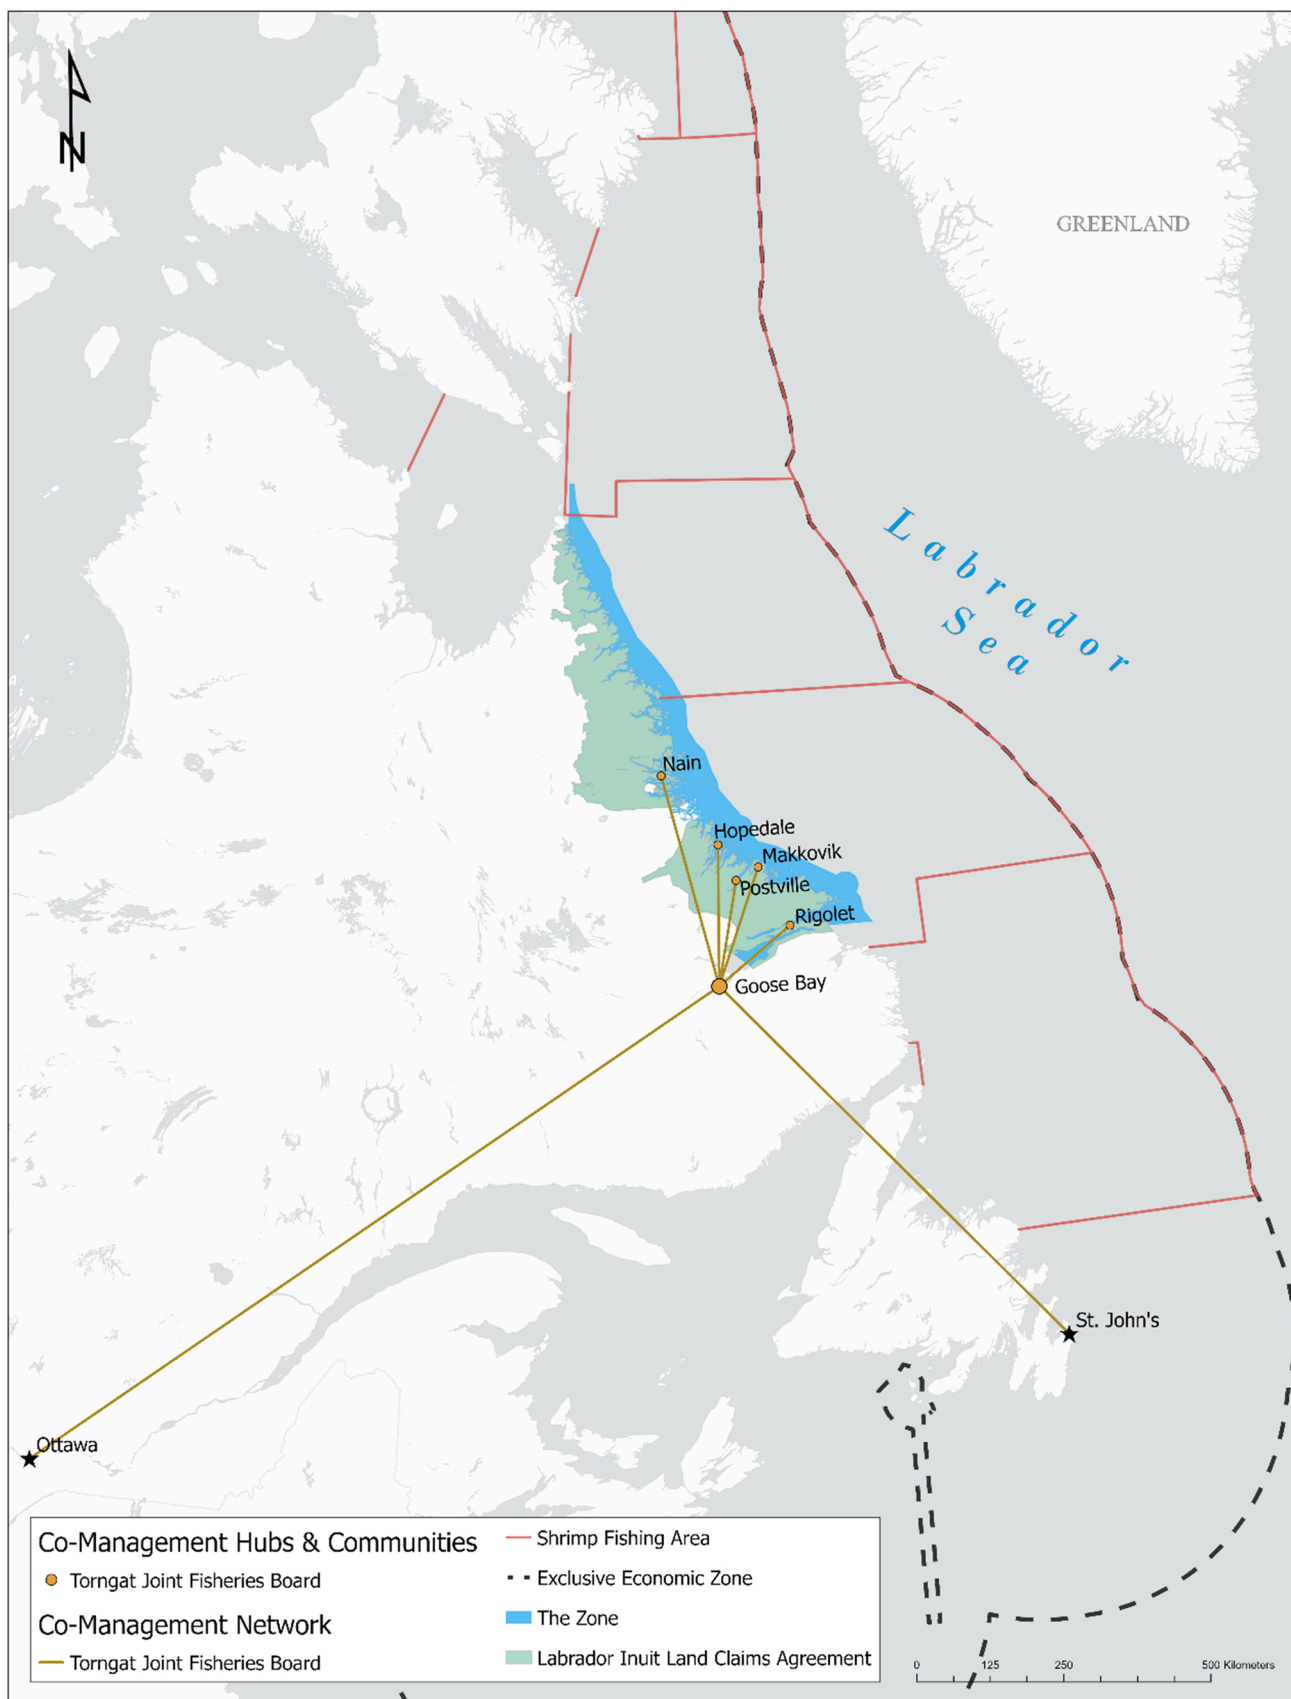 N
GREENLAND
Labrador
Sea
Nain
Hopedale
Makkovik
Postville
Rigolet
Goose Bay
St. John's
Ottawa
Co-Management Hubs & Communities
Torngat Joint Fisheries Board
Co-Management Network
Torngat Joint Fisheries Board
Shrimp Fishing Area
Exclusive Economic Zone
The Zone
Labrador Inuit Land Claims Agreement
0 125 250 500 Kilometers